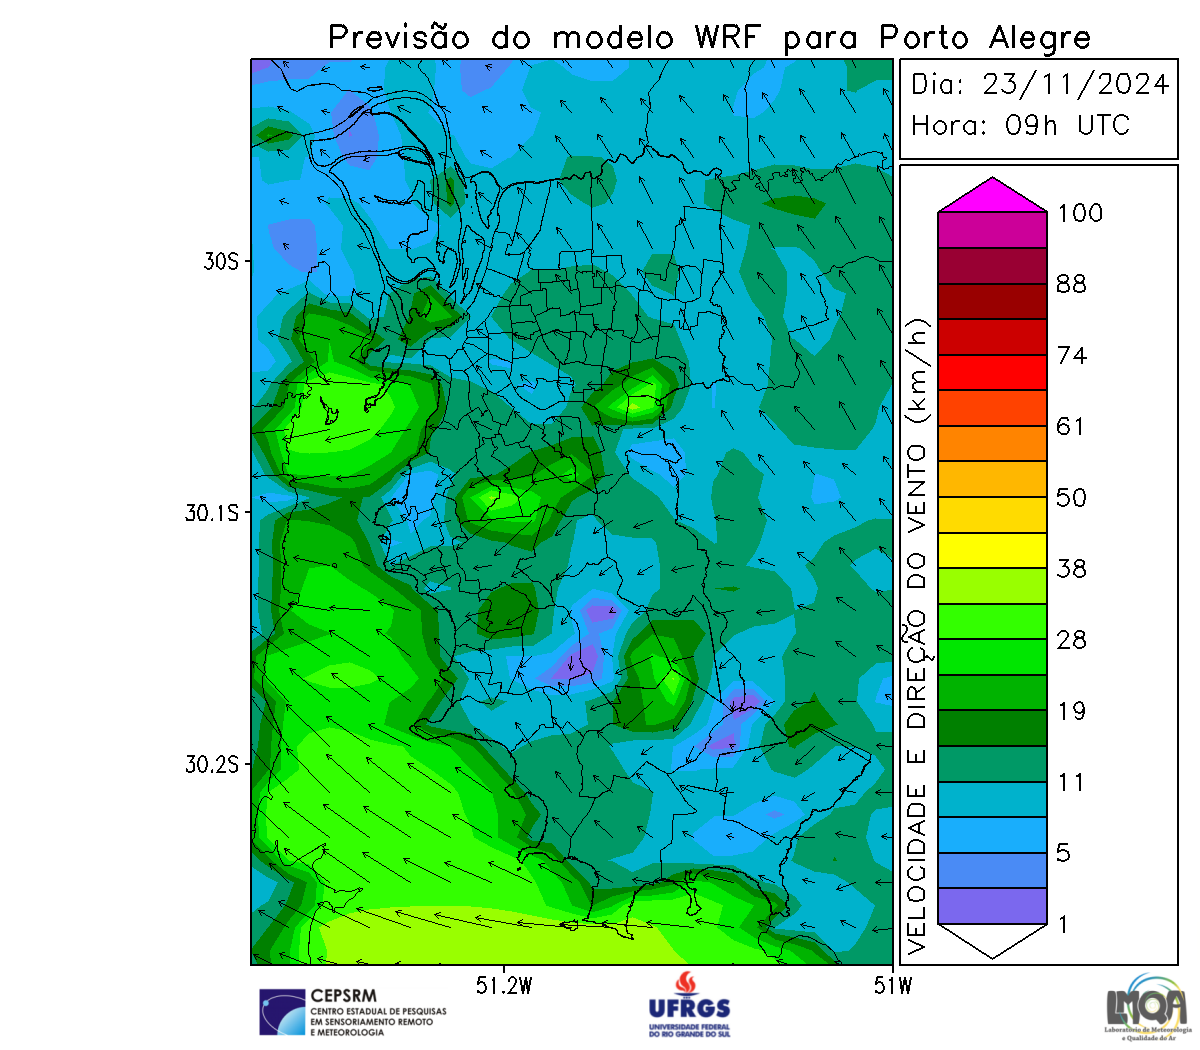 Previsão do modelo WRF para Porto Alegre
Dia: 23/11/2024
Hora: 09h UTC
30S
30.1S
30.2S
51.2W
51W
VELOCIDADE E DIREÇÃO DO VENTO (km/h)
100
88
74
61
50
38
28
19
11
5
1
CEPSRM
CENTRO ESTADUAL DE PESQUISAS
EM SENSORIAMENTO REMOTO
E METEOROLOGIA
UFRGS
UNIVERSIDADE FEDERAL
DO RIO GRANDE DO SUL
LMQA
Laboratório de Meteorologia
e Qualidade do Ar